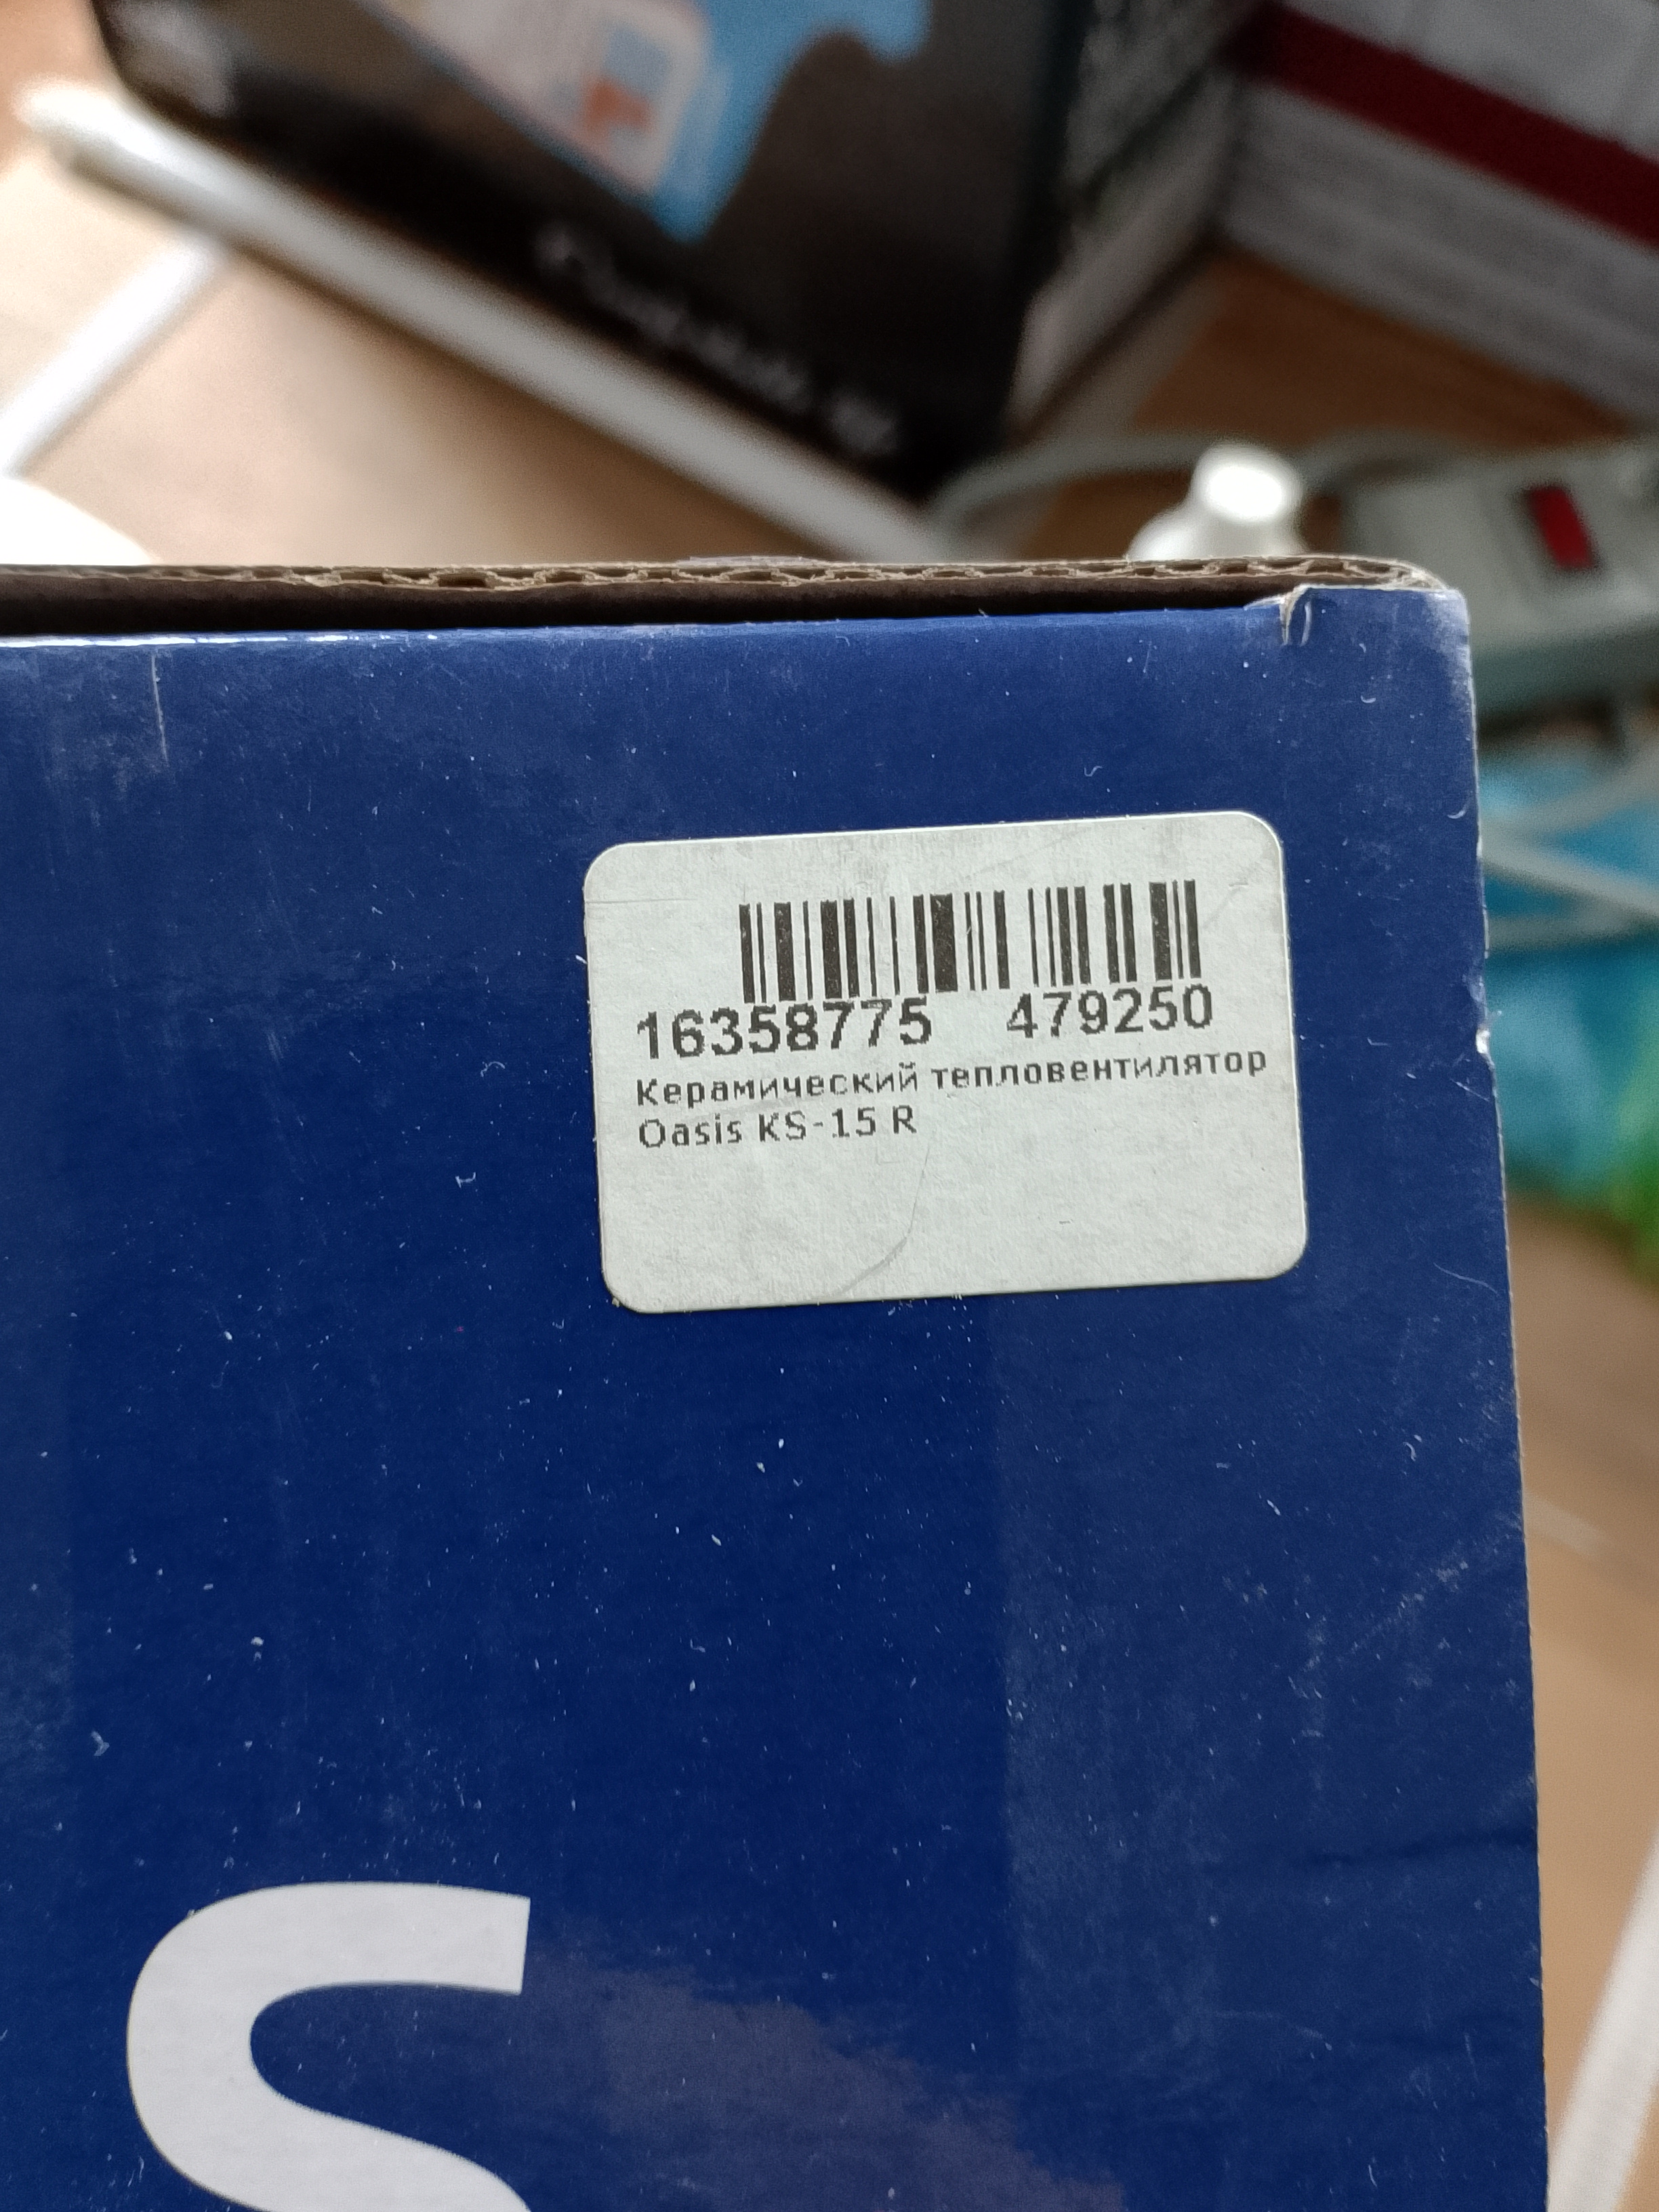 16358775 479250
Керамический тепловентилятор
Oasis KS-15 R
S